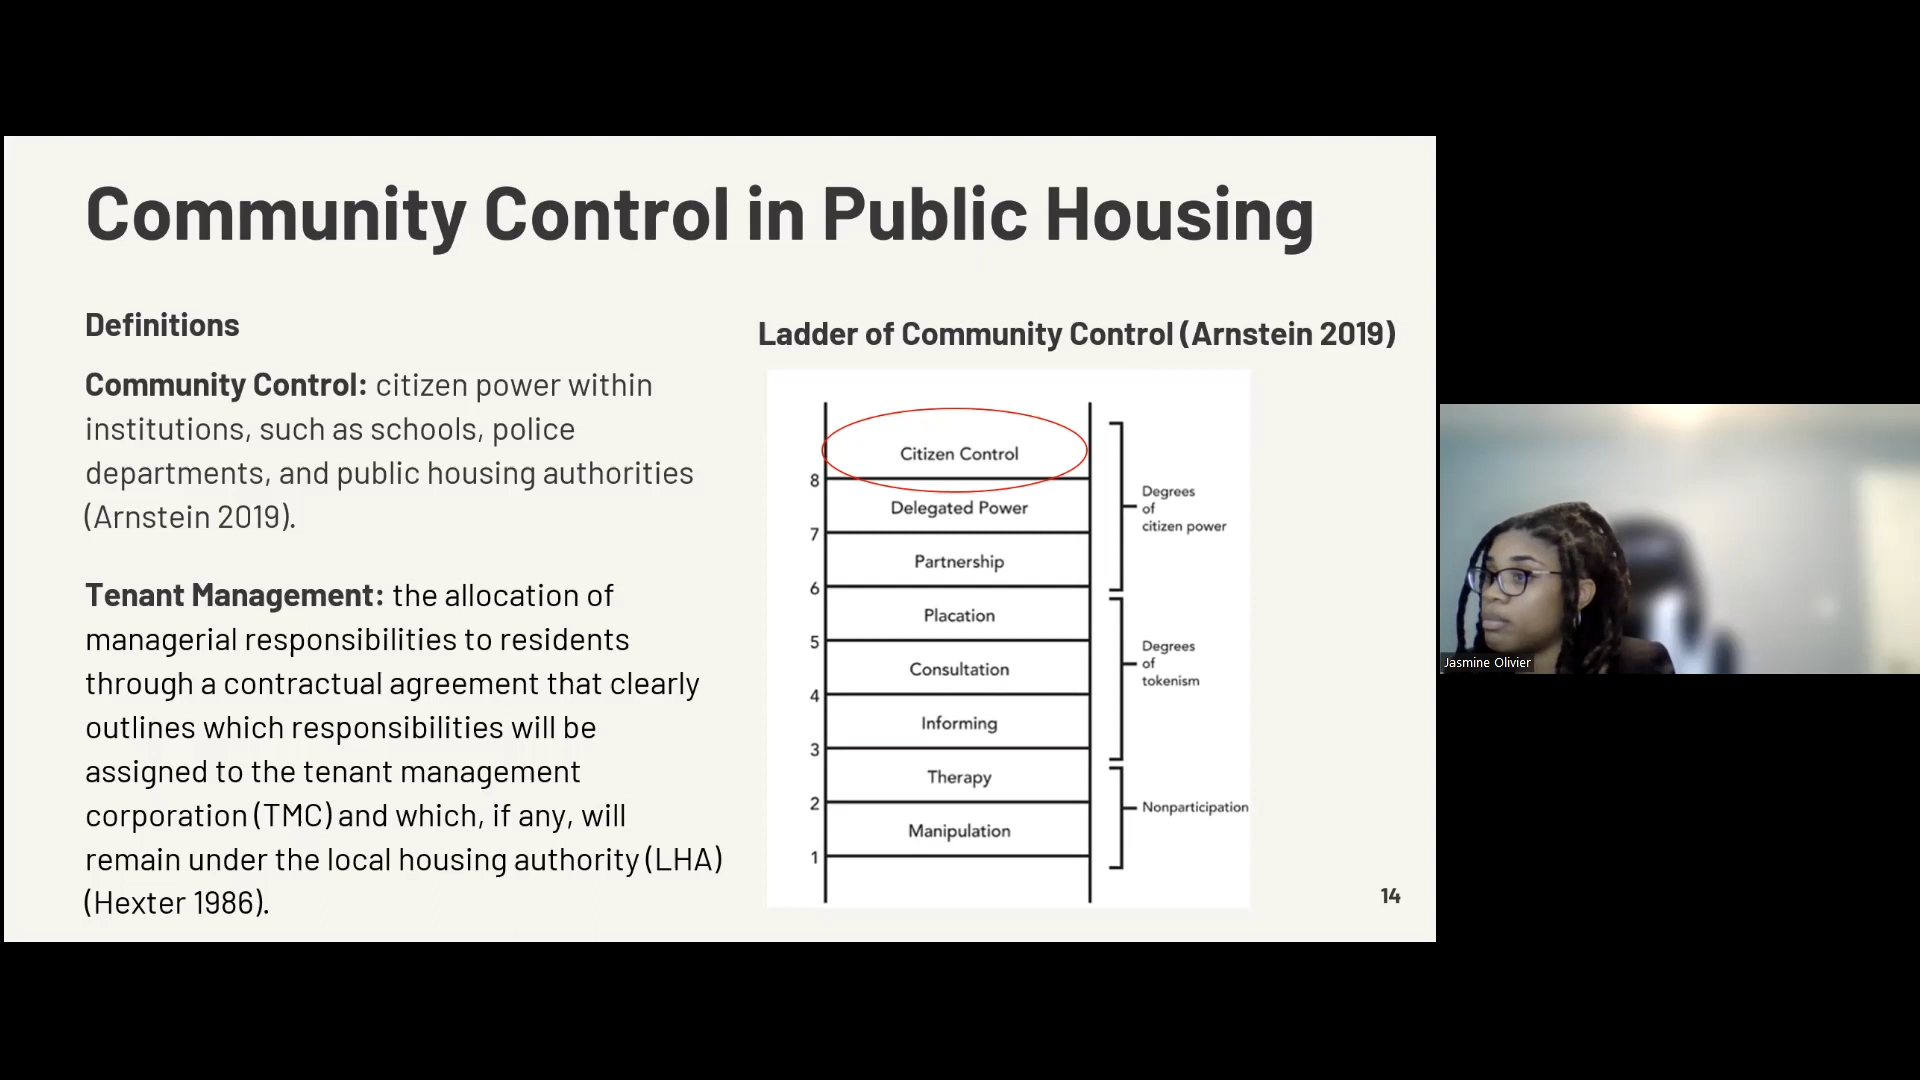 Community Control in Public Housing
Definitions
Community Control: citizen power within
institutions, such as schools, police
departments, and public housing authorities
(Arnstein 2019).
Tenant Management: the allocation of
managerial responsibilities to residents
through a contractual agreement that clearly
outlines which responsibilities will be
assigned to the tenant management
corporation (TMC) and which, if any, will
remain under the local housing authority (LHA)
(Hexter 1986).
Ladder of Community Control (Arnstein 2019)
Citizen Control
8
Delegated Power
7
Partnership
6
Placation
5
Consultation
4
Informing
3
Therapy
2
Manipulation
1
Degrees
of
citizen power
Degrees
of
tokenism
Nonparticipation
14
Jasmine Olivier